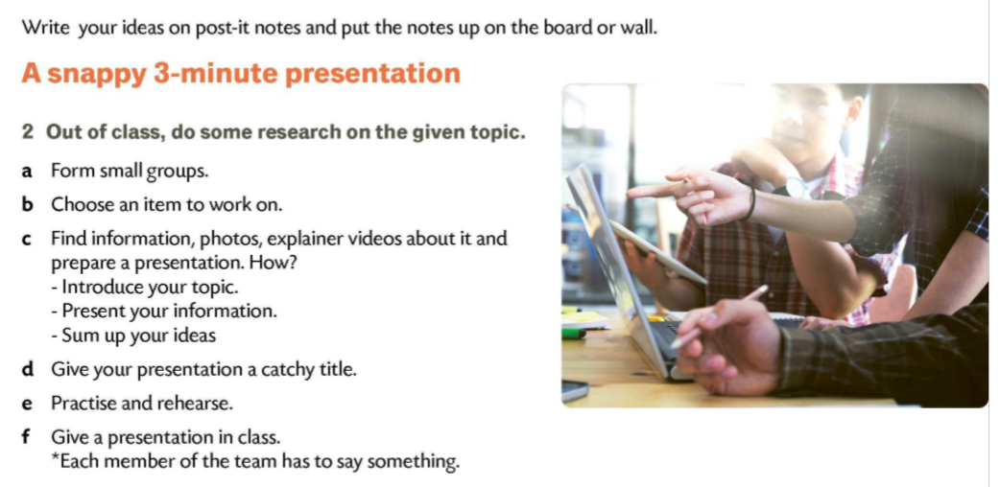 Write your ideas on post-it notes and put the notes up on the board or wall.
A snappy 3-minute presentation
2 Out of class, do some research on the given topic.
a Form small groups.
b Choose an item to work on.
c Find information, photos, explainer videos about it and
prepare a presentation. How?
- Introduce your topic.
- Present your information.
- Sum up your ideas
d Give your presentation a catchy title.
e Practise and rehearse.
f Give a presentation in class.
*Each member of the team has to say something.